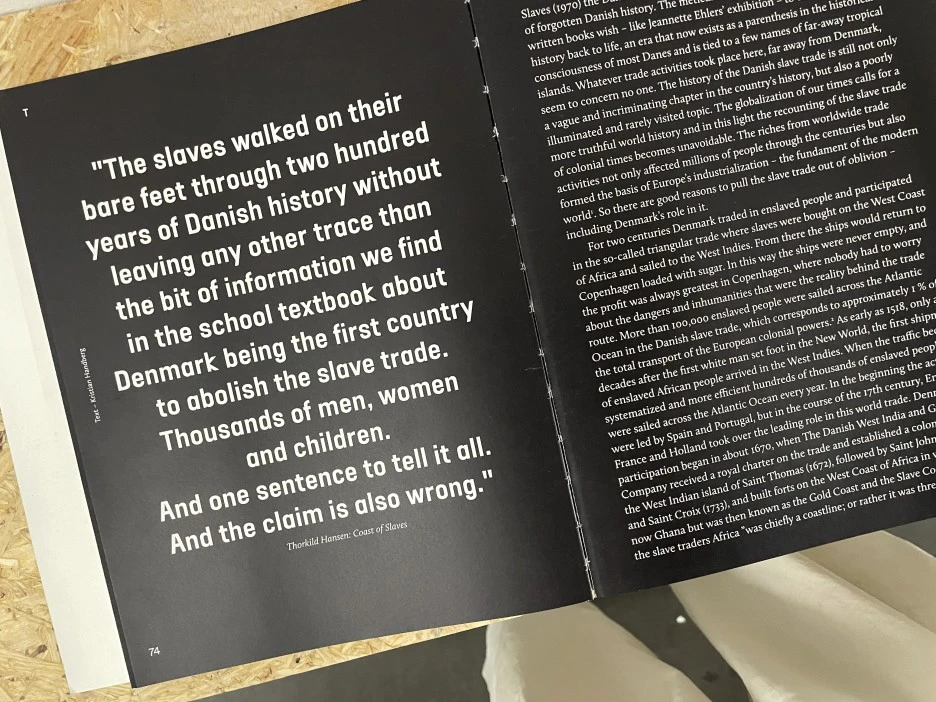 T
"The slaves walked on their
bare feet through two hundred
years of Danish history without
leaving any other trace than
the bit of information we find
in the school textbook about
Denmark being the first country
to abolish the slave trade.
Thousands of men, women
and children.
And one sentence to tell it all.
And the claim is also wrong."
Thorkild Hansen: Coast of Slaves
Text – Kristian Handberg
74
Slaves (1970) the
of forgotten Danish history. The
written books wish – like Jeannette Ehlers' exhibition – to
history back to life, an era that now exists as a parenthesis in the
consciousness of most Danes and is tied to a few names of far-away tropical
islands. Whatever trade activities took place here, far away from Denmark,
seem to concern no one. The history of the Danish slave trade is still not only
a vague and incriminating chapter in the country's history, but also a poorly
illuminated and rarely visited topic. The globalization of our times calls for a
more truthful world history and in this light the recounting of the slave trade
of colonial times becomes unavoidable. The riches from worldwide trade
activities not only affected millions of people through the centuries but also
formed the basis of Europe's industrialization – the fundament of the modern
world¹. So there are good reasons to pull the slave trade out of oblivion –
including Denmark's role in it.
For two centuries Denmark traded in enslaved people and participated
in the so-called triangular trade where slaves were bought on the West Coast
of Africa and sailed to the West Indies. From there the ships would return to
Copenhagen loaded with sugar. In this way the ships were never empty, and
the profit was always greatest in Copenhagen, where nobody had to worry
about the dangers and inhumanities that were the reality behind the trade
route. More than 100,000 enslaved people were sailed across the Atlantic
Ocean in the Danish slave trade, which corresponds to approximately 1 % of
the total transport of the European colonial powers.² As early as 1518, only
decades after the first white man set foot in the New World, the first
of enslaved African people arrived in the West Indies. When the traffic
systematized and more efficient hundreds of thousands of enslaved
were sailed across the Atlantic Ocean every year. In the beginning the
were led by Spain and Portugal, but in the course of the 17th century,
France and Holland took over the leading role in this world trade.
participation began in about 1670, when The Danish West India and
Company received a royal charter on the trade and established a
the West Indian island of Saint Thomas (1672), followed by Saint John
and Saint Croix (1733), and built forts on the West Coast of Africa in
now Ghana but was then known as the Gold Coast and the Slave
the slave traders Africa "was chiefly a coastline; or rather it was